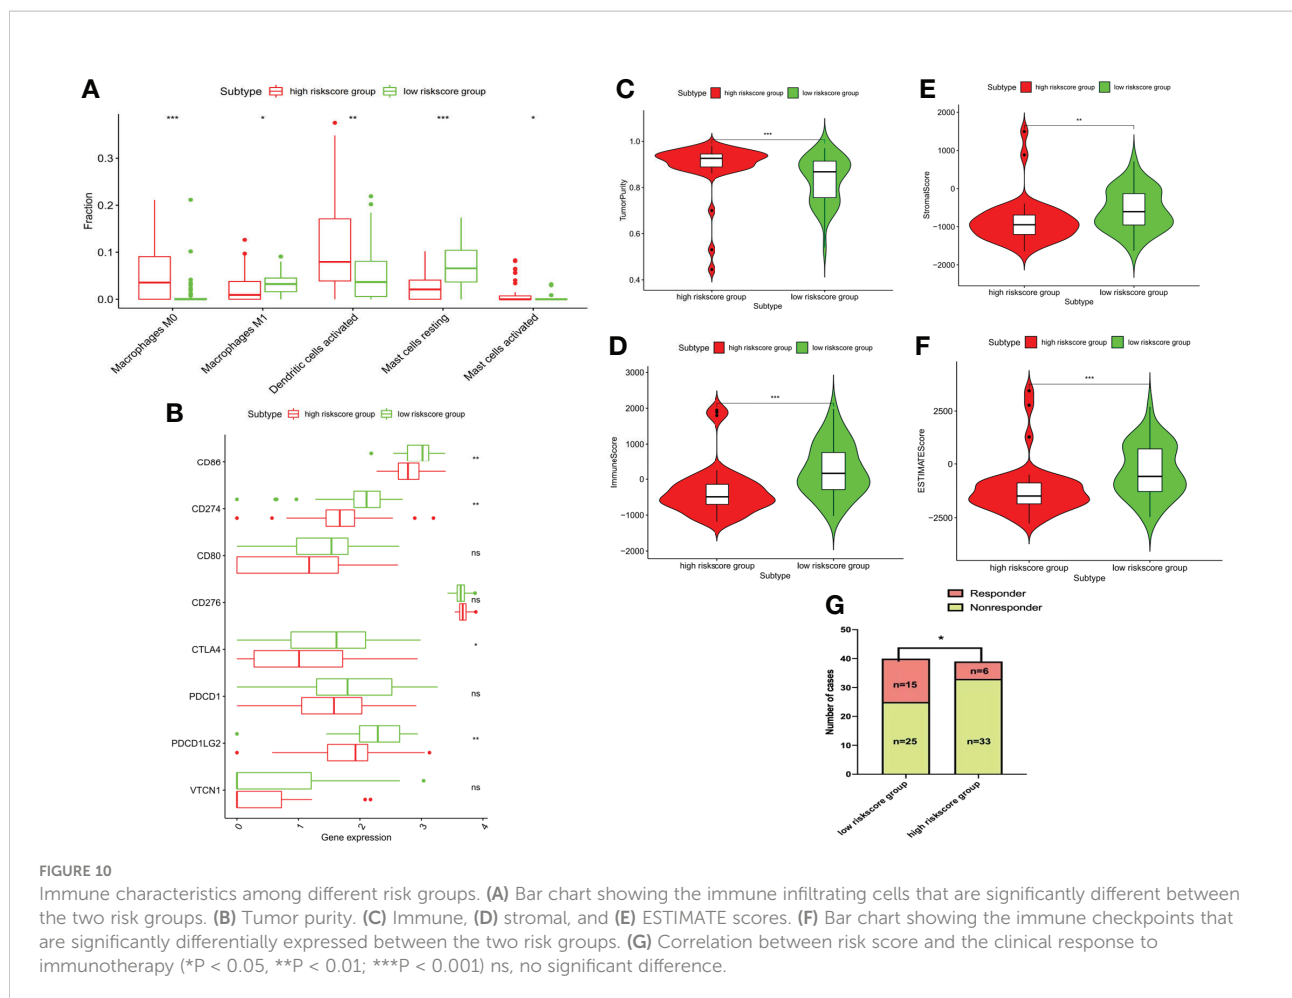 A
Subtype high riskscore group low riskscore group
*** * ** *** *
Fraction
0.3
0.2
0.1
0.0
Macrophages M0
Macrophages M1
Dendritic cells activated
Mast cells resting
Mast cells activated
B
Subtype high riskscore group low riskscore group
CD86 **
CD274 **
CD80 ns
CD276 ns
CTLA4 *
PDCD1 ns
PDCD1LG2 **
VTCN1 ns
0 1 2 3 4
Gene expression
C
Subtype high riskscore group low riskscore group
***
TumorPurity
1.0
0.8
0.6
0.4
high riskscore group low riskscore group
Subtype
D
Subtype high riskscore group low riskscore group
***
ImmuneScore
3000
2000
1000
0
−1000
−2000
high riskscore group low riskscore group
Subtype
E
Subtype high riskscore group low riskscore group
**
StromalScore
2000
1000
0
−1000
−2000
high riskscore group low riskscore group
Subtype
F
Subtype high riskscore group low riskscore group
***
ESTIMATEScore
2500
0
−2500
high riskscore group low riskscore group
Subtype
G
Responder
Nonresponder
*
Number of cases
50
40
30
20
10
0
n=15
n=25
n=6
n=33
low riskscore group
high riskscore group
FIGURE 10
Immune characteristics among different risk groups. (A) Bar chart showing the immune infiltrating cells that are significantly different between
the two risk groups. (B) Tumor purity. (C) Immune, (D) stromal, and (E) ESTIMATE scores. (F) Bar chart showing the immune checkpoints that
are significantly differentially expressed between the two risk groups. (G) Correlation between risk score and the clinical response to
immunotherapy (*P < 0.05, **P < 0.01; ***P < 0.001) ns, no significant difference.